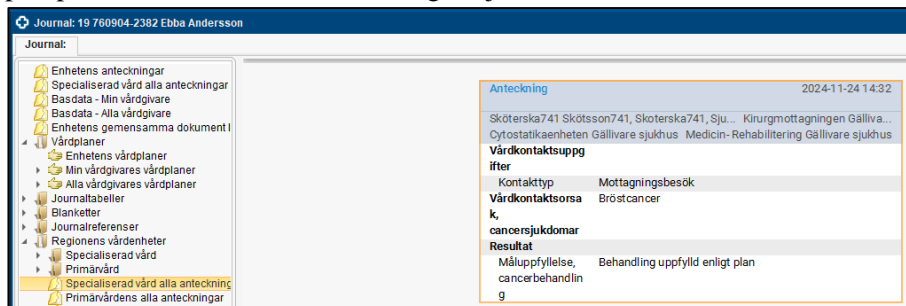 Journal: 19 760904-2382 Ebba Andersson
Journal:
Enhetens anteckningar
Specialiserad vård alla anteckningar
Basdata - Min vårdgivare
Basdata - Alla vårdgivare
Enhetens gemensamma dokument I
Vårdplaner
Enhetens vårdplaner
Min vårdgivares vårdplaner
Alla vårdgivares vårdplaner
Journaltabeller
Blanketter
Journalreferenser
Regionens vårdenheter
Specialiserad vård
Primärvård
Specialiserad vård alla anteckning
Primärvårdens alla anteckningar
Anteckning 2024-11-24 14:32
Sköterska741 Skötsson741, Skoterska741, Sju... Kirurgmottagningen Gälliva...
Cytostatikaenheten Gällivare sjukhus Medicin- Rehabilitering Gällivare sjukhus
Vårdkontaktsuppg
ifter
Kontakttyp Mottagningsbesök
Vårdkontaktsorsa Bröstcancer
k,
cancersjukdomar
Resultat
Måluppfyllelse, Behandling uppfylld enligt plan
cancerbehandlin
g